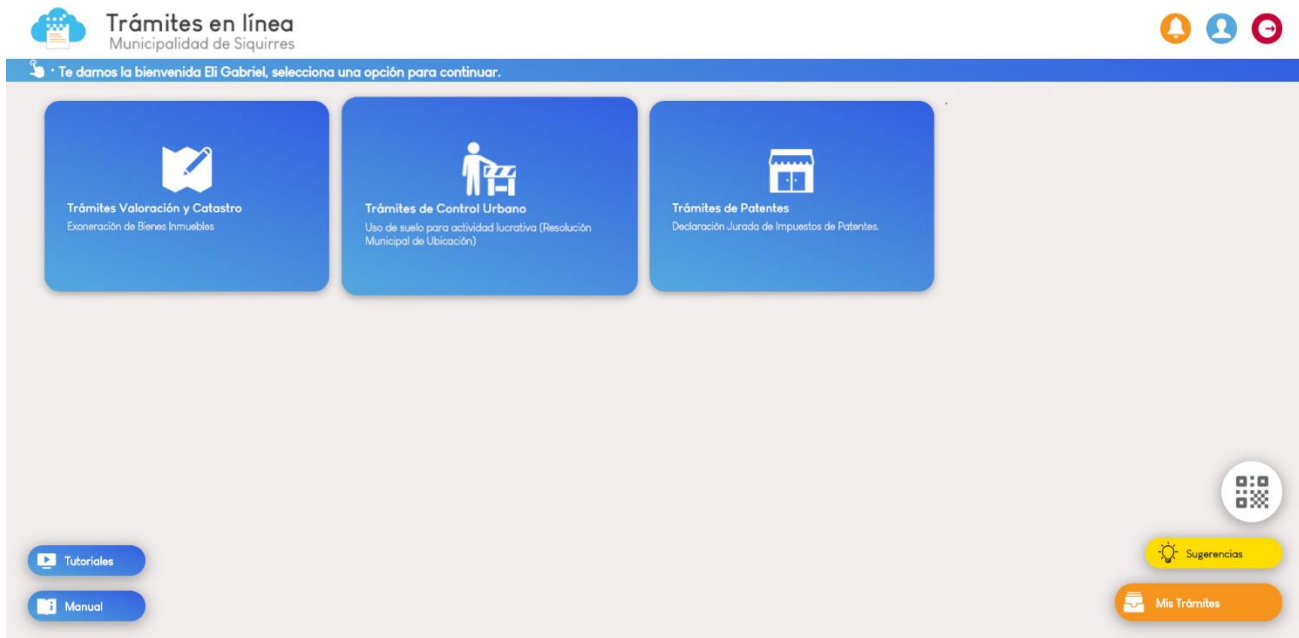 Trámites en línea
Municipalidad de Siquirres
· Te damos la bienvenida Eli Gabriel, selecciona una opción para continuar.
Trámites Valoración y Catastro
Exoneración de Bienes Inmuebles
Trámites de Control Urbano
Uso de suelo para actividad lucrativa (Resolución
Municipal de Ubicación)
Trámites de Patentes
Declaración Jurada de Impuestos de Patentes.
Tutoriales
Manual
Sugerencias
Mis Trámites